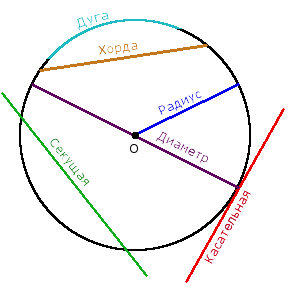 Дуга
Хорда
Радиус
Диаметр
О
Секущая
Касательная